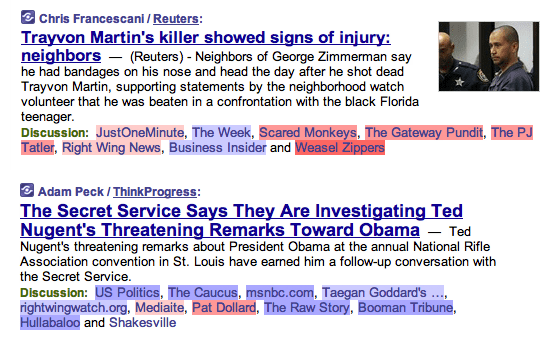 Chris Francescani / Reuters:
Trayvon Martin's killer showed signs of injury:
neighbors — (Reuters) - Neighbors of George Zimmerman say
he had bandages on his nose and head the day after he shot dead
Trayvon Martin, supporting statements by the neighborhood watch
volunteer that he was beaten in a confrontation with the black Florida
teenager.
Discussion: JustOneMinute, The Week, Scared Monkeys, The Gateway Pundit, The PJ
Tatler, Right Wing News, Business Insider and Weasel Zippers
Adam Peck / ThinkProgress:
The Secret Service Says They Are Investigating Ted
Nugent's Threatening Remarks Toward Obama — Ted
Nugent's threatening remarks about President Obama at the annual National Rifle
Association convention in St. Louis have earned him a follow-up conversation with
the Secret Service.
Discussion: US Politics, The Caucus, msnbc.com, Taegan Goddard's ...,
rightwingwatch.org, Mediaite, Pat Dollard, The Raw Story, Booman Tribune,
Hullabaloo and Shakesville